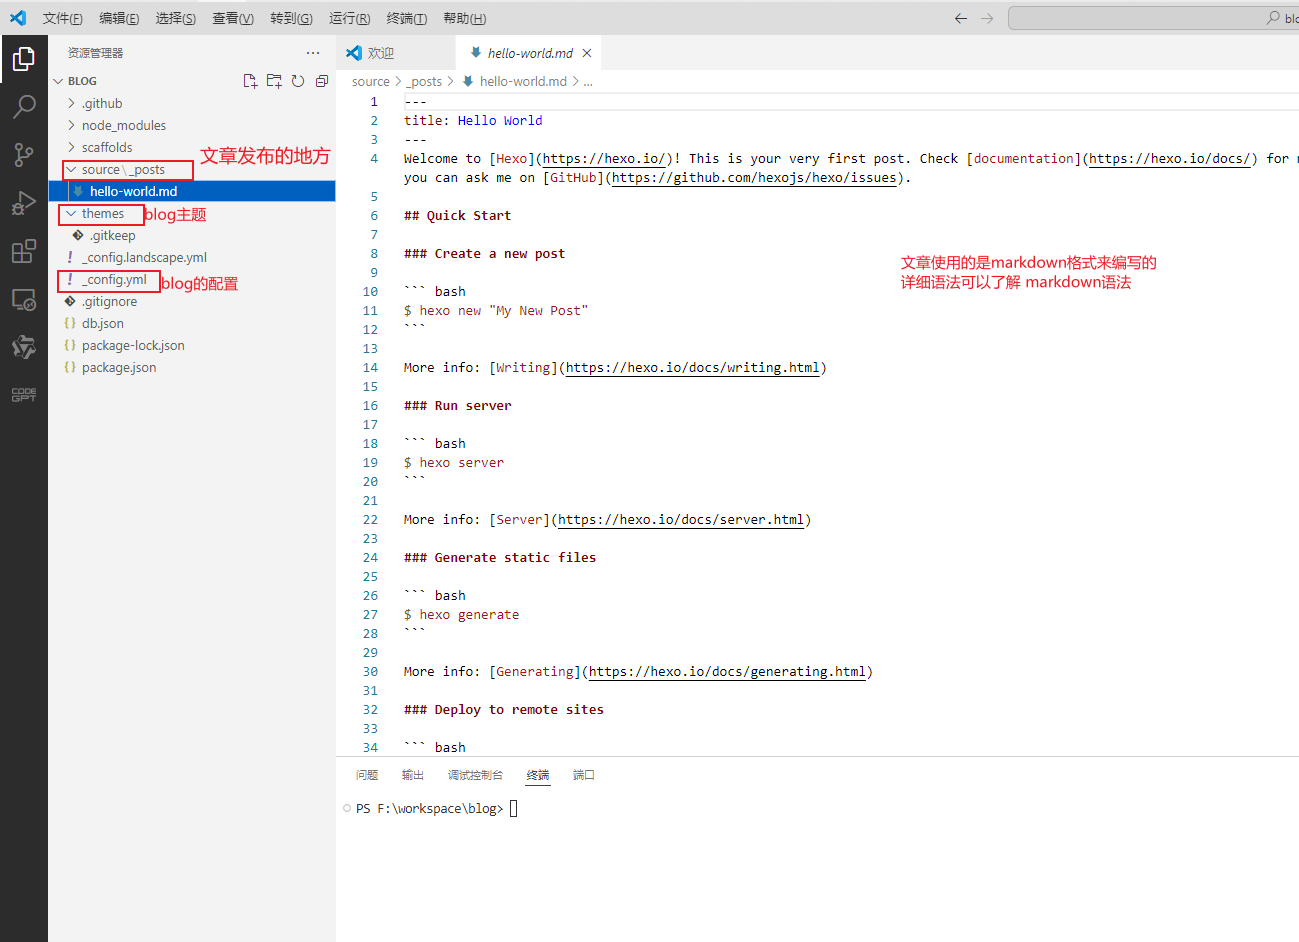 文件(F) 编辑(E) 选择(S) 查看(V) 转到(G) 运行(R) 终端(T) 帮助(H)
资源管理器
BLOG
.github
node_modules
scaffolds
source\_posts
文章发布的地方
hello-world.md
themes
blog主题
.gitkeep
_config.landscape.yml
_config.yml
blog的配置
.gitignore
db.json
package-lock.json
package.json
CODE
GPT
欢迎 hello-world.md
source > _posts > hello-world.md > ...
1 ---
2 title: Hello World
3 ---
4 Welcome to [Hexo](https://hexo.io/)! This is your very first post. Check [documentation](https://hexo.io/docs/) for
you can ask me on [GitHub](https://github.com/hexojs/hexo/issues).
5
6 ## Quick Start
7
8 ### Create a new post
9
10 ``` bash
11 $ hexo new "My New Post"
12 ```
13
14 More info: [Writing](https://hexo.io/docs/writing.html)
15
16 ### Run server
17
18 ``` bash
19 $ hexo server
20 ```
21
22 More info: [Server](https://hexo.io/docs/server.html)
23
24 ### Generate static files
25
26 ``` bash
27 $ hexo generate
28 ```
29
30 More info: [Generating](https://hexo.io/docs/generating.html)
31
32 ### Deploy to remote sites
33
34 ``` bash
文章使用的是markdown格式来编写的
详细语法可以了解 markdown语法
问题 输出 调试控制台 终端 端口
PS F:\workspace\blog>